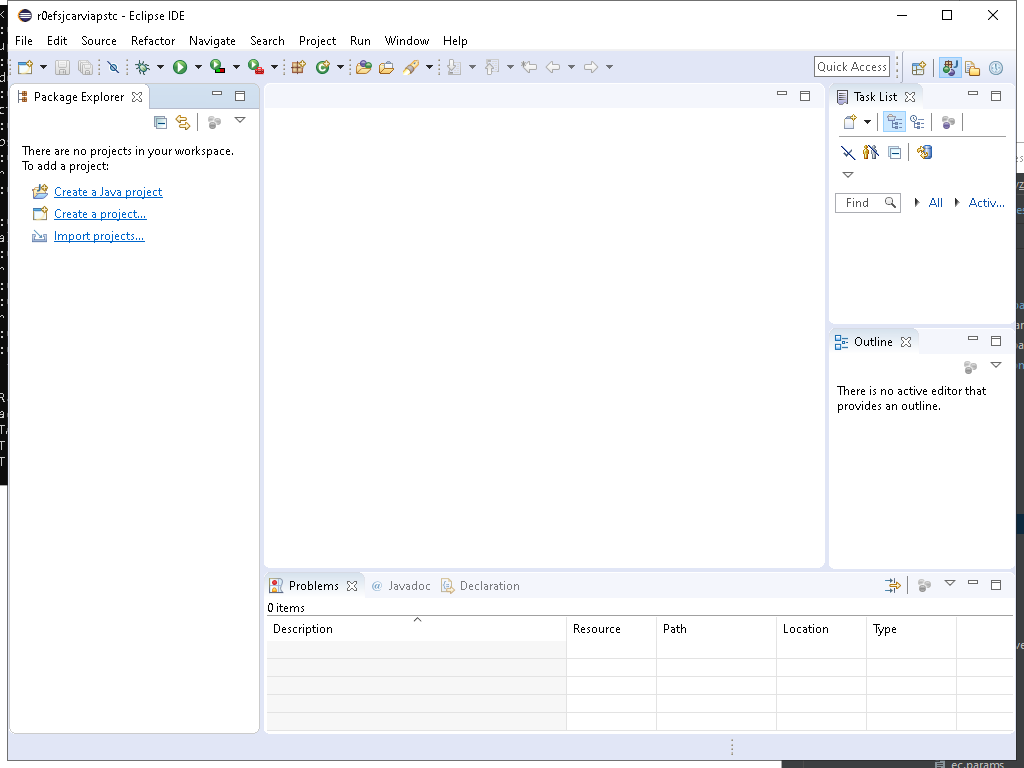 r0efsjcarviapstc - Eclipse IDE
File Edit Source Refactor Navigate Search Project Run Window Help
Quick Access
Package Explorer
Task List
There are no projects in your workspace.
To add a project:
Create a Java project
Create a project...
Import projects...
Find
All
Activ...
Outline
There is no active editor that
provides an outline.
Problems
@ Javadoc
Declaration
0 items
Description Resource Path Location Type
ec.params